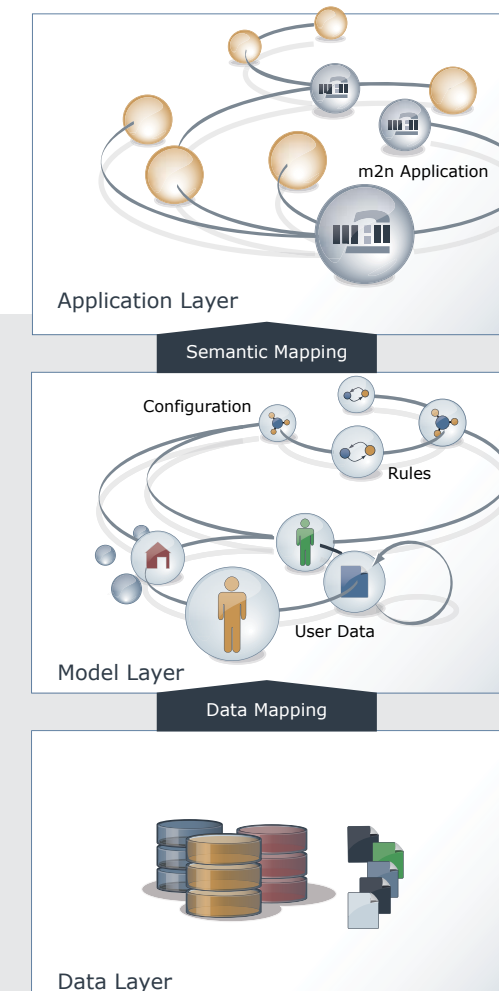 m2n Application
Application Layer
Semantic Mapping
Configuration
Rules
User Data
Model Layer
Data Mapping
Data Layer